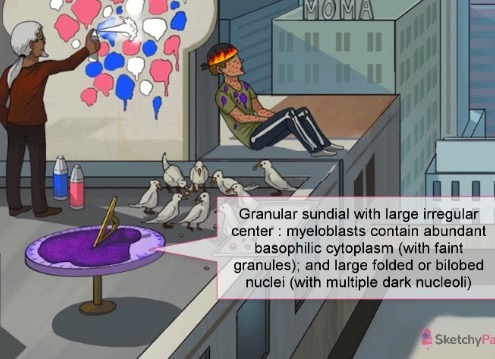 MOMA
Granular sundial with large irregular
center : myeloblasts contain abundant
basophilic cytoplasm (with faint
granules); and large folded or bilobed
nuclei (with multiple dark nucleoli)
SketchyPa